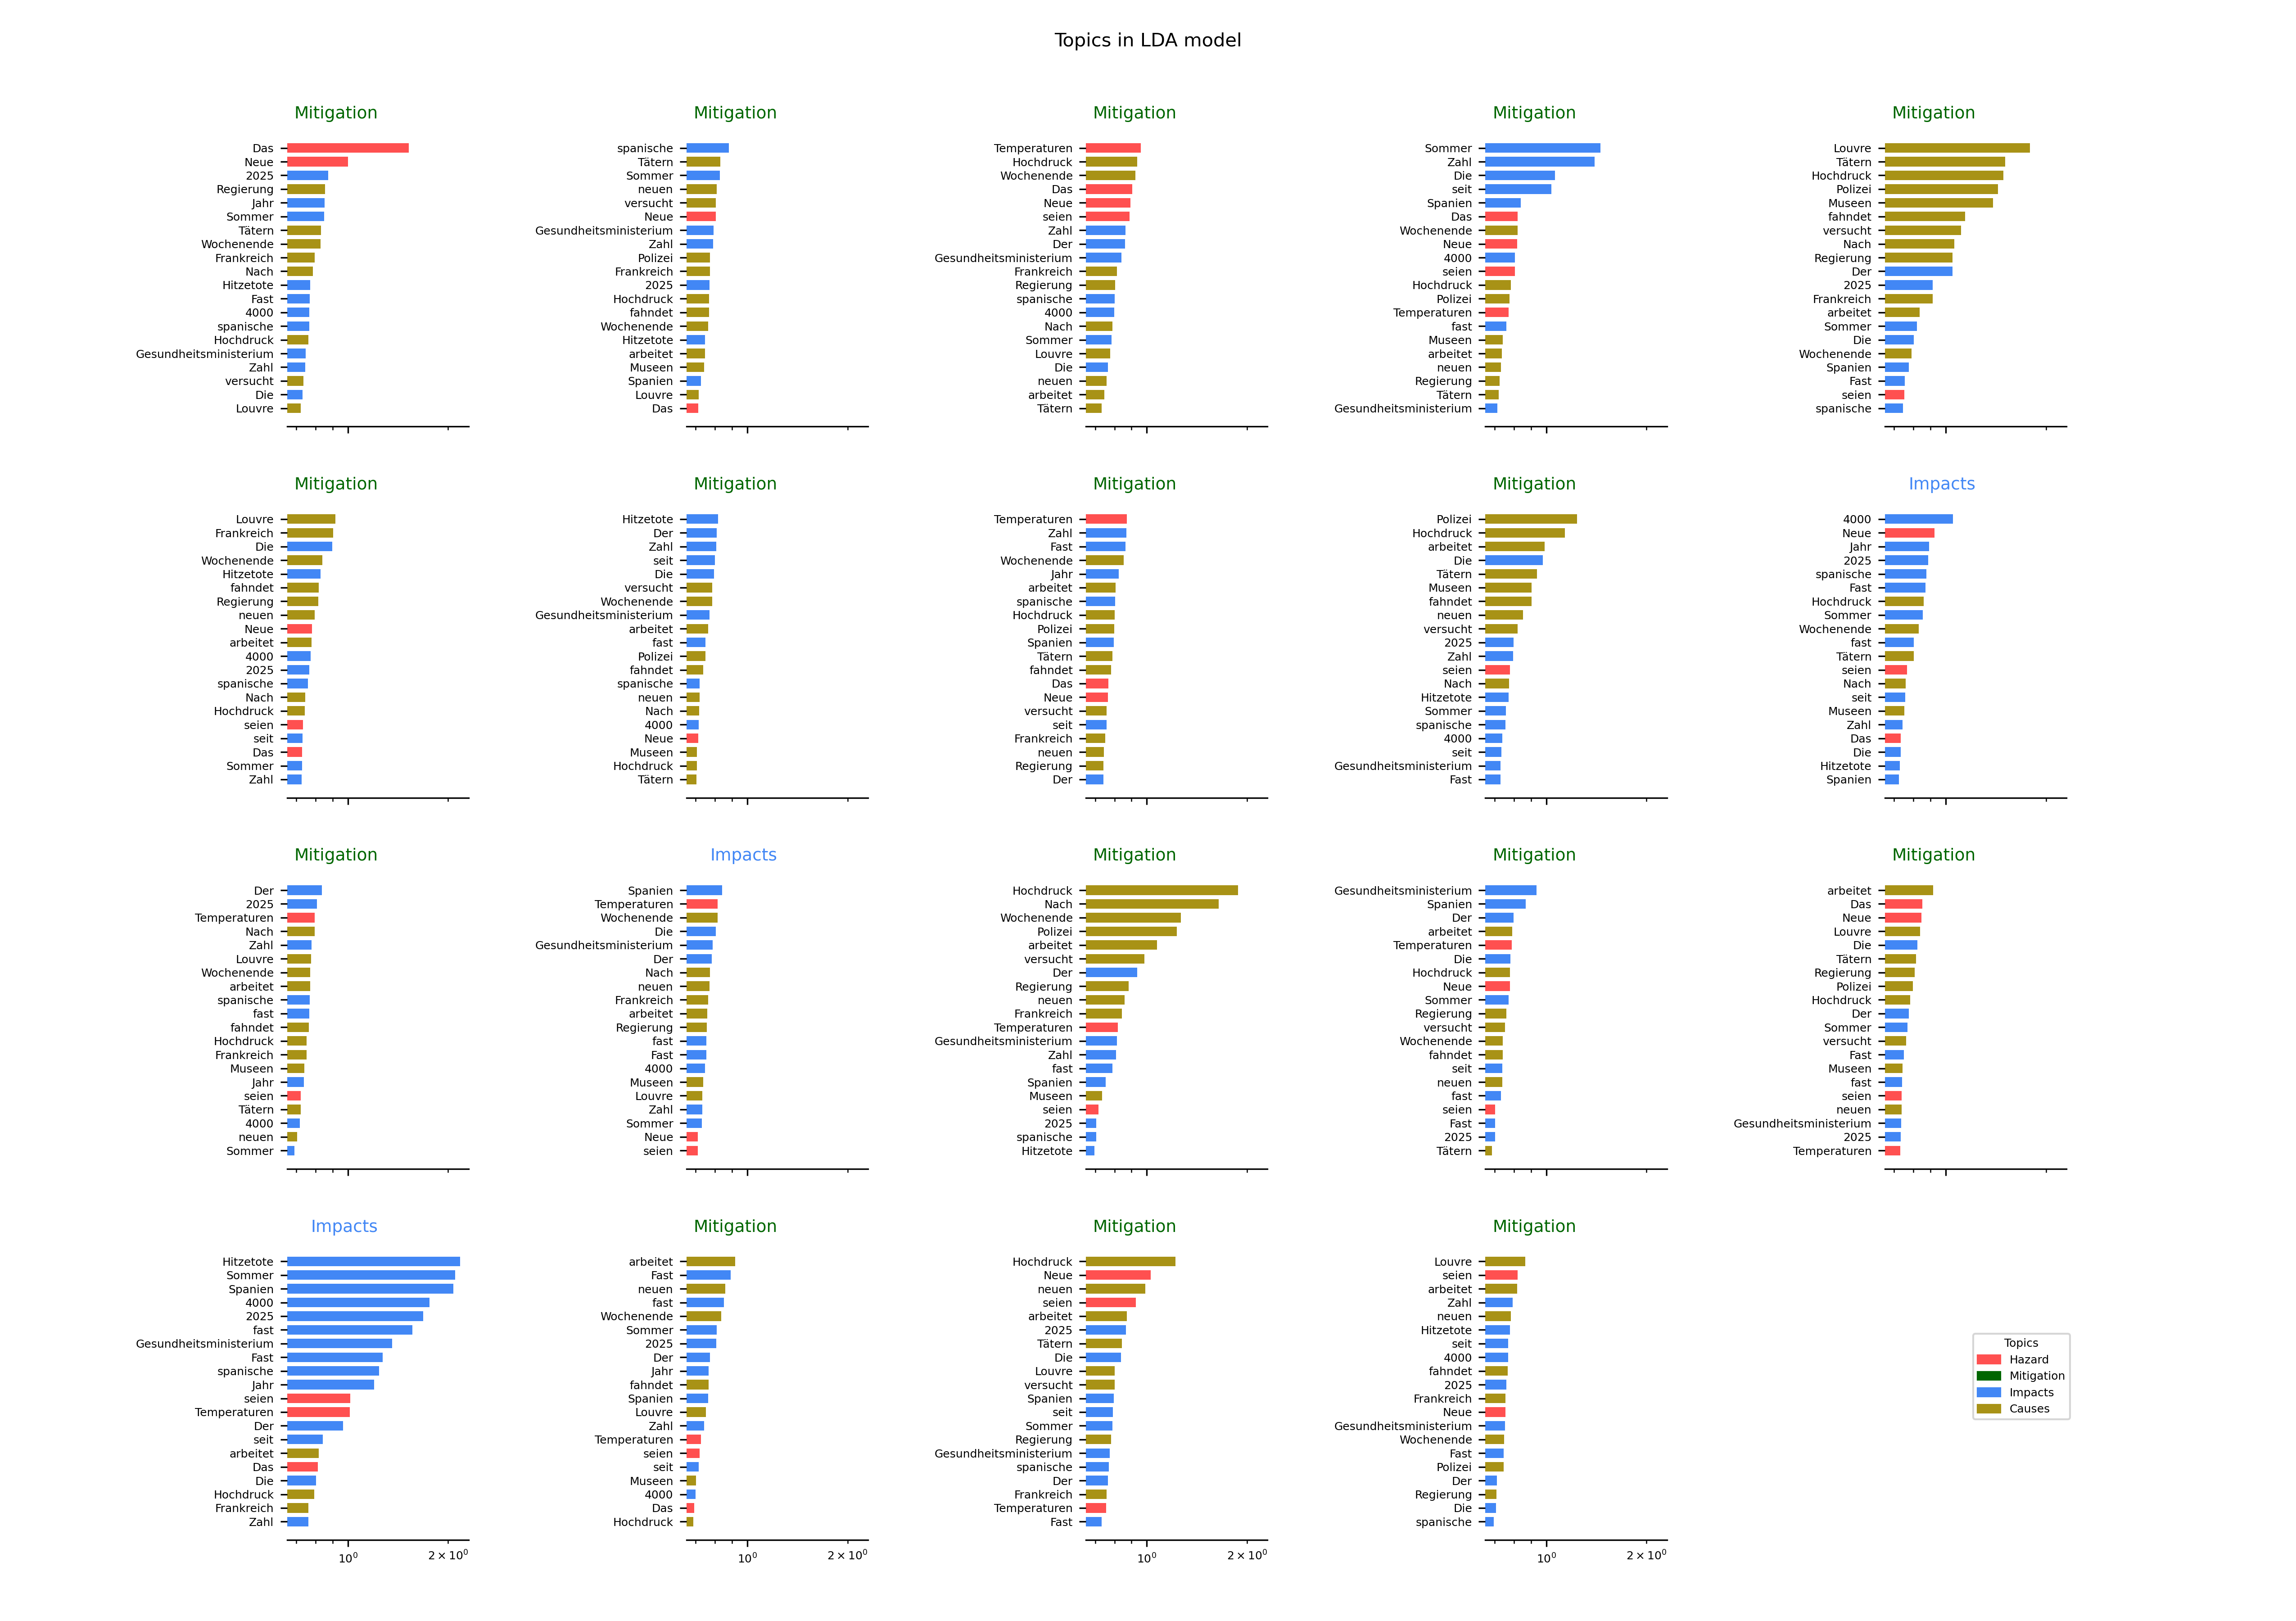 Topics in LDA model
Mitigation
Das
Neue
2025
Regierung
Jahr
Sommer
Tätern
Wochenende
Frankreich
Nach
Hitzetote
Fast
4000
spanische
Hochdruck
Gesundheitsministerium
Zahl
versucht
Die
Louvre
Mitigation
spanische
Tätern
Sommer
neuen
versucht
Neue
Gesundheitsministerium
Zahl
Polizei
Frankreich
2025
Hochdruck
fahndet
Wochenende
Hitzetote
arbeitet
Museen
Spanien
Louvre
Das
Mitigation
Temperaturen
Hochdruck
Wochenende
Das
Neue
seien
Zahl
Der
Gesundheitsministerium
Frankreich
Regierung
spanische
4000
Nach
Sommer
Louvre
Die
neuen
arbeitet
Tätern
Mitigation
Sommer
Zahl
Die
seit
Spanien
Das
Wochenende
Neue
4000
seien
Hochdruck
Polizei
Temperaturen
fast
Museen
arbeitet
neuen
Regierung
Tätern
Gesundheitsministerium
Mitigation
Louvre
Tätern
Hochdruck
Polizei
Museen
fahndet
versucht
Nach
Regierung
Der
2025
Frankreich
arbeitet
Sommer
Die
Wochenende
Spanien
Fast
seien
spanische
Mitigation
Louvre
Frankreich
Die
Wochenende
Hitzetote
fahndet
Regierung
neuen
Neue
arbeitet
4000
2025
spanische
Nach
Hochdruck
seien
seit
Das
Sommer
Zahl
Mitigation
Hitzetote
Der
Zahl
seit
Die
versucht
Wochenende
Gesundheitsministerium
arbeitet
fast
Polizei
fahndet
spanische
neuen
Nach
4000
Neue
Museen
Hochdruck
Tätern
Mitigation
Temperaturen
Zahl
Fast
Wochenende
Jahr
arbeitet
spanische
Hochdruck
Polizei
Spanien
Tätern
fahndet
Das
Neue
versucht
seit
Frankreich
neuen
Regierung
Der
Mitigation
Polizei
Hochdruck
arbeitet
Die
Tätern
Museen
fahndet
neuen
versucht
2025
Zahl
seien
Nach
Hitzetote
Sommer
spanische
4000
seit
Gesundheitsministerium
Fast
Impacts
4000
Neue
Jahr
2025
spanische
Fast
Hochdruck
Sommer
Wochenende
fast
Tätern
seien
Nach
seit
Museen
Zahl
Das
Die
Hitzetote
Spanien
Mitigation
Der
2025
Temperaturen
Nach
Zahl
Louvre
Wochenende
arbeitet
spanische
fast
fahndet
Hochdruck
Frankreich
Museen
Jahr
seien
Tätern
4000
neuen
Sommer
Impacts
Spanien
Temperaturen
Wochenende
Die
Gesundheitsministerium
Der
Nach
neuen
Frankreich
arbeitet
Regierung
fast
Fast
4000
Museen
Louvre
Zahl
Sommer
Neue
seien
Mitigation
Hochdruck
Nach
Wochenende
Polizei
arbeitet
versucht
Der
Regierung
neuen
Frankreich
Temperaturen
Gesundheitsministerium
Zahl
fast
Spanien
Museen
seien
2025
spanische
Hitzetote
Mitigation
Gesundheitsministerium
Spanien
Der
arbeitet
Temperaturen
Die
Hochdruck
Neue
Sommer
Regierung
versucht
Wochenende
fahndet
seit
neuen
fast
seien
Fast
2025
Tätern
Mitigation
arbeitet
Das
Neue
Louvre
Die
Tätern
Regierung
Polizei
Hochdruck
Der
Sommer
versucht
Fast
Museen
fast
seien
neuen
Gesundheitsministerium
2025
Temperaturen
Impacts
Hitzetote
Sommer
Spanien
4000
2025
fast
Gesundheitsministerium
Fast
spanische
Jahr
seien
Temperaturen
Der
seit
arbeitet
Das
Die
Hochdruck
Frankreich
Zahl
10⁰ 2 × 10⁰
Mitigation
arbeitet
Fast
neuen
fast
Wochenende
Sommer
2025
Der
Jahr
fahndet
Spanien
Louvre
Zahl
Temperaturen
seien
seit
Museen
4000
Das
Hochdruck
10⁰ 2 × 10⁰
Mitigation
Hochdruck
Neue
neuen
seien
arbeitet
2025
Tätern
Die
Louvre
versucht
Spanien
seit
Sommer
Regierung
Gesundheitsministerium
spanische
Der
Frankreich
Temperaturen
Fast
10⁰ 2 × 10⁰
Mitigation
Louvre
seien
arbeitet
Zahl
neuen
Hitzetote
seit
4000
fahndet
2025
Frankreich
Neue
Gesundheitsministerium
Wochenende
Fast
Polizei
Der
Regierung
Die
spanische
10⁰ 2 × 10⁰
Topics
Hazard
Mitigation
Impacts
Causes